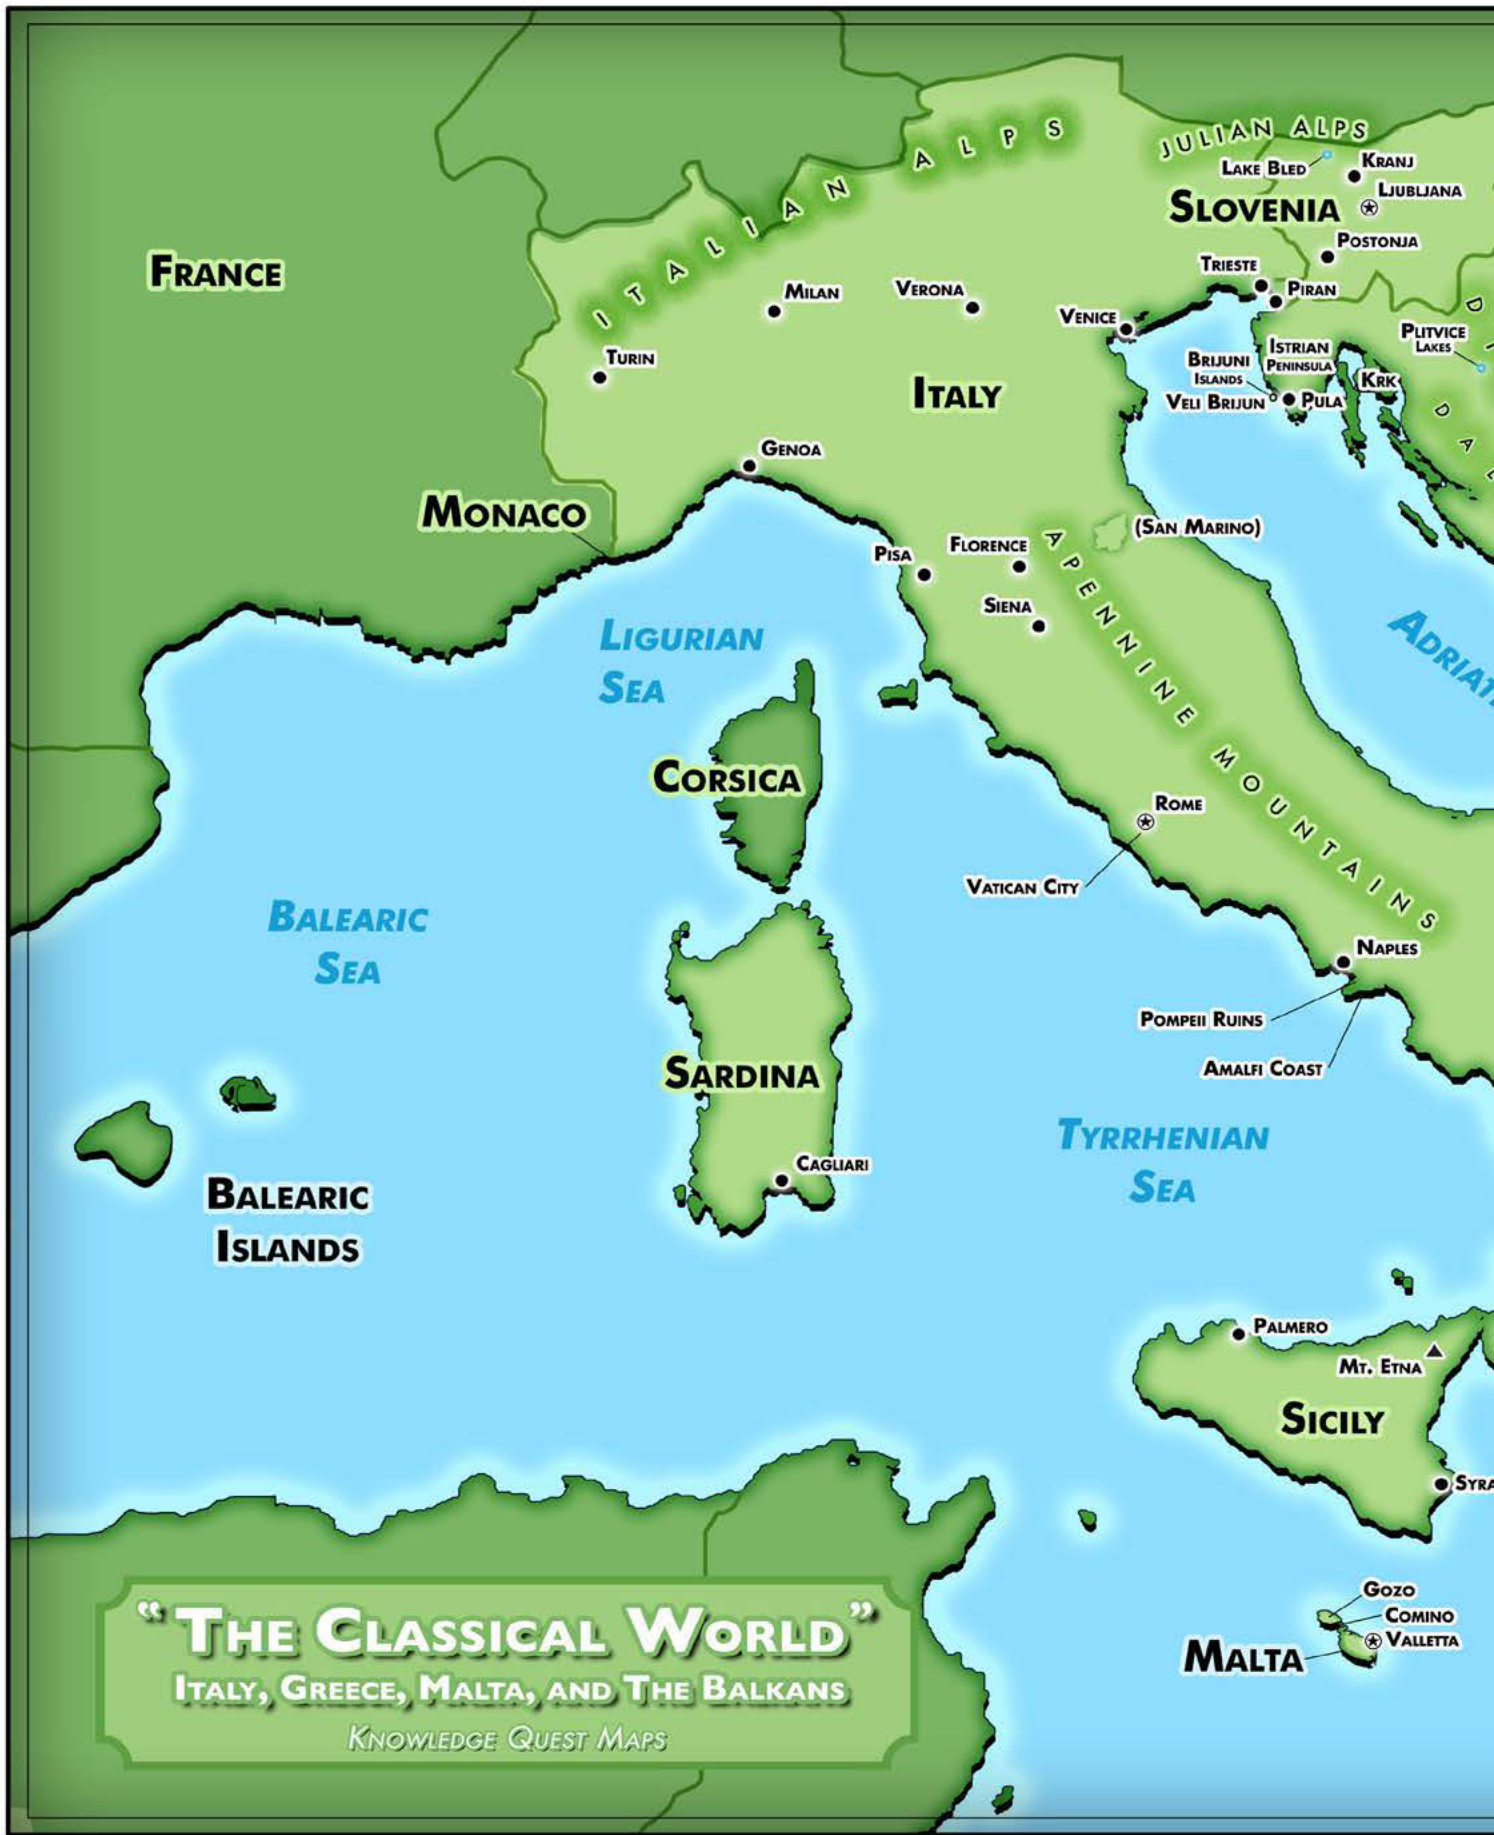 ITALIAN ALPS
JULIAN ALPS
LAKE BLED
KRANJ
LJUBLJANA
SLOVENIA
POSTONJA
FRANCE
TRIESTE
PIRAN
MILAN
VERONA
VENICE
TURIN
ITALY
ISTRIAN
PENINSULA
BRIJUNI
ISLANDS
VELI BRIJUN
PULA
KRK
PLITVICE
LAKES
D I
D A L
GENOA
MONACO
(SAN MARINO)
PISA
FLORENCE
SIENA
APENNINE MOUNTAINS
LIGURIAN
SEA
ADRIAT
CORSICA
ROME
VATICAN CITY
BALEARIC
SEA
NAPLES
POMPEII RUINS
AMALFI COAST
SARDINA
TYRRHENIAN
SEA
CAGLIARI
BALEARIC
ISLANDS
PALMERO
MT. ETNA
SICILY
SYRA
GOZO
COMINO
VALLETTA
MALTA
“THE CLASSICAL WORLD”
ITALY, GREECE, MALTA, AND THE BALKANS
KNOWLEDGE QUEST MAPS